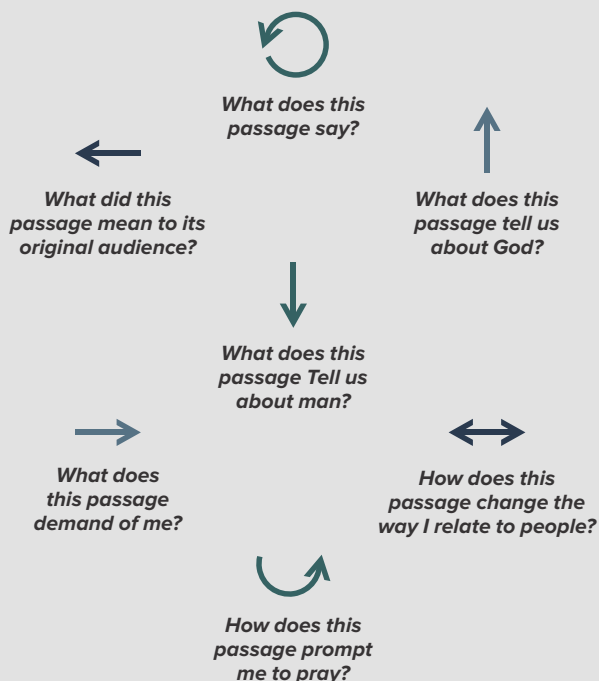 What does this
passage say?
What did this
passage mean to its
original audience?
What does this
passage tell us
about God?
What does this
passage Tell us
about man?
What does
this passage
demand of me?
How does this
passage change the
way I relate to people?
How does this
passage prompt
me to pray?